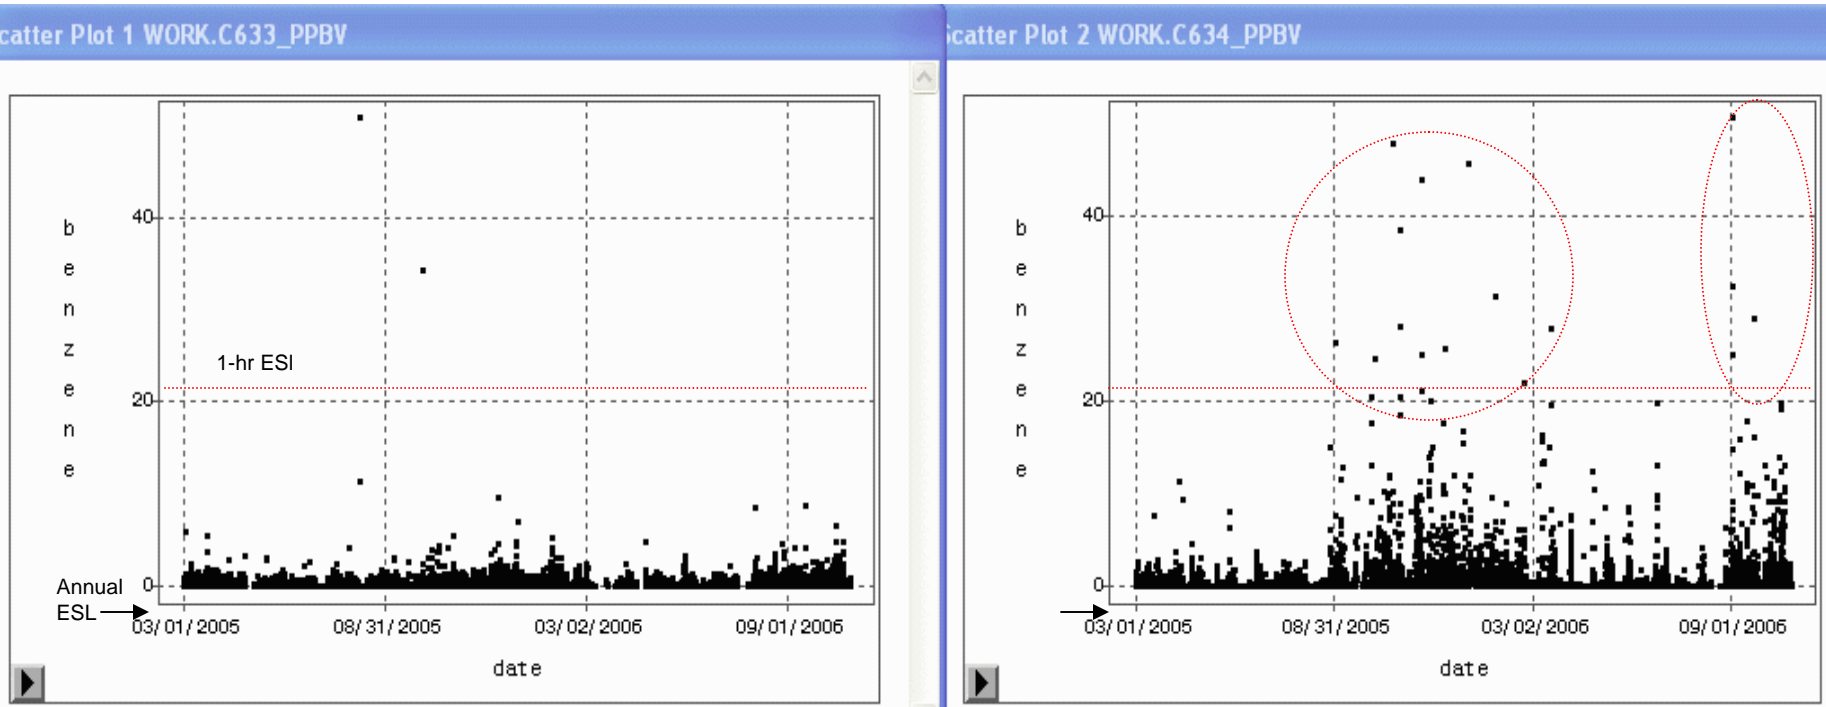 catter Plot 1 WORK.C633_PPBV
40
20
0
b
e
n
z
e
n
e
1-hr ESl
Annual
ESL
03/01/2005 08/31/2005 03/02/2006 09/01/2006
date
Scatter Plot 2 WORK.C634_PPBV
40
20
0
b
e
n
z
e
n
e
03/01/2005 08/31/2005 03/02/2006 09/01/2006
date